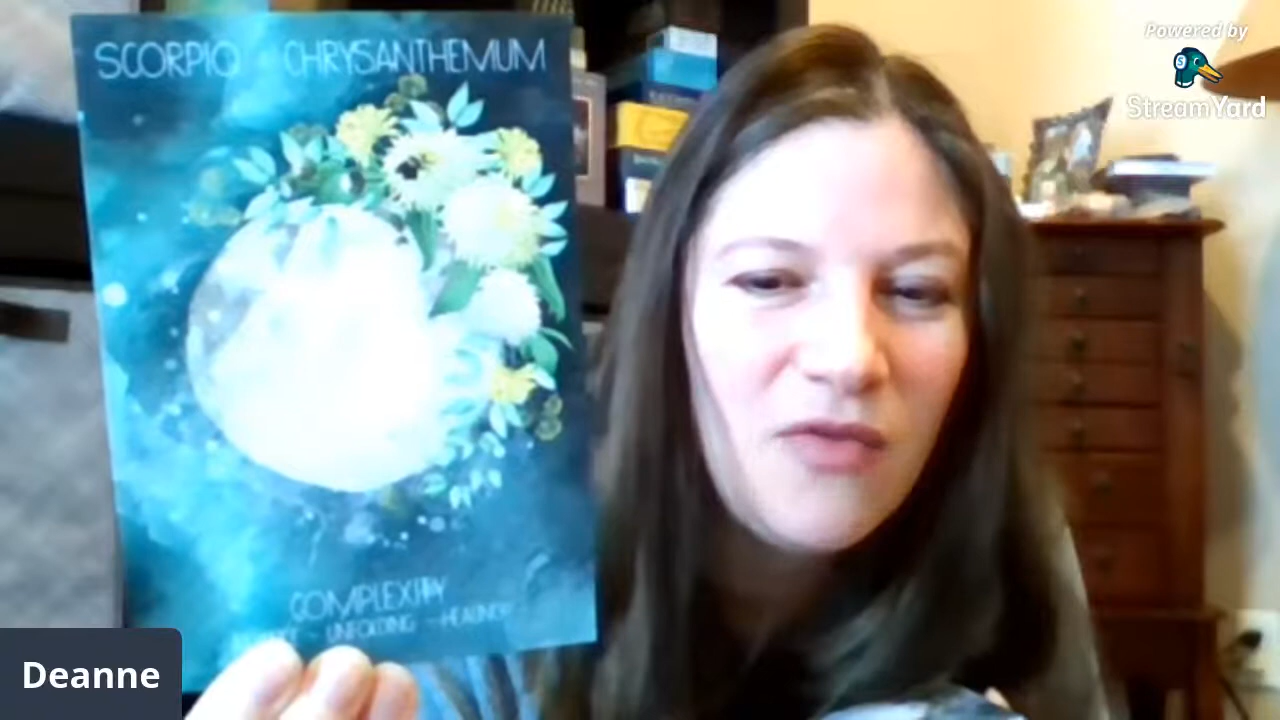 SCORPIO CHRYSANTHEMUM
COMPLEXITY
UNFOLDING
Deanne
Powered by
StreamYard